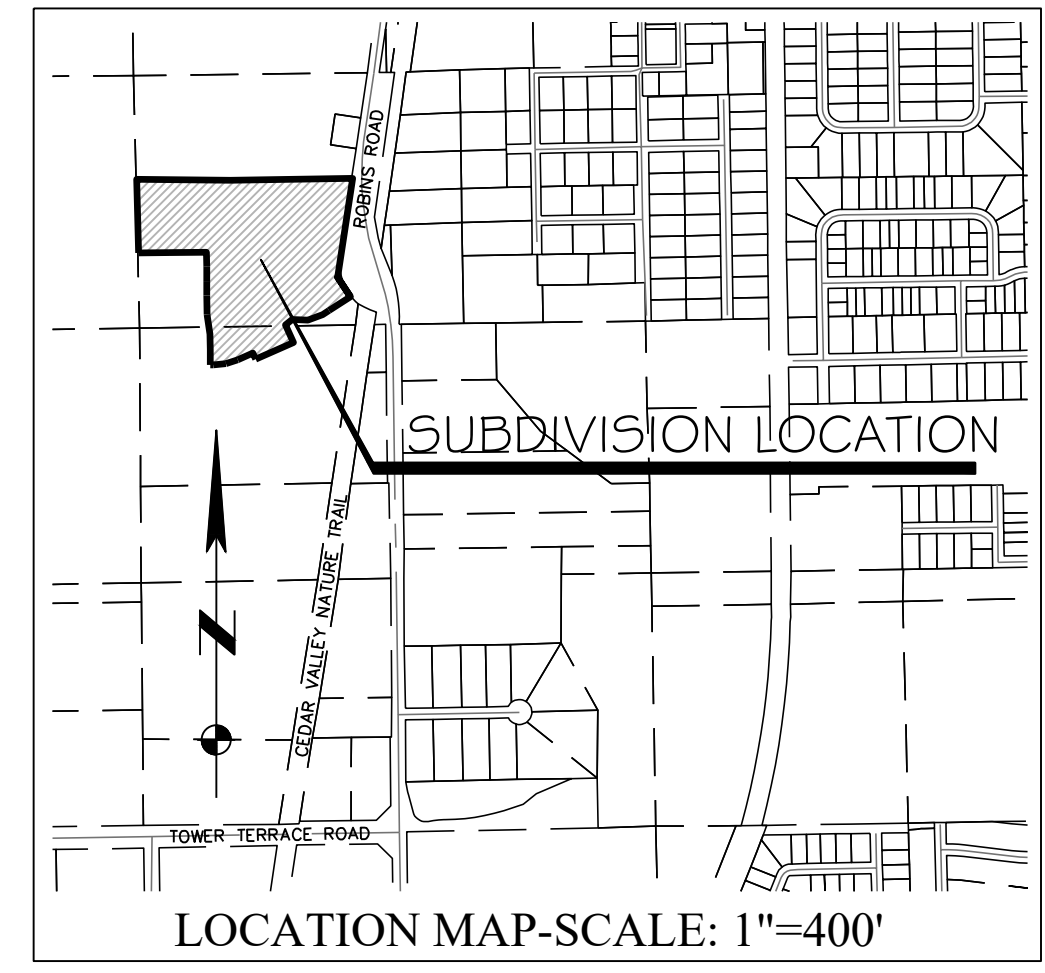 ROBINS ROAD
SUBDIVISION LOCATION
CEDAR VALLEY NATURE TRAIL
N
TOWER TERRACE ROAD
LOCATION MAP-SCALE: 1"=400'